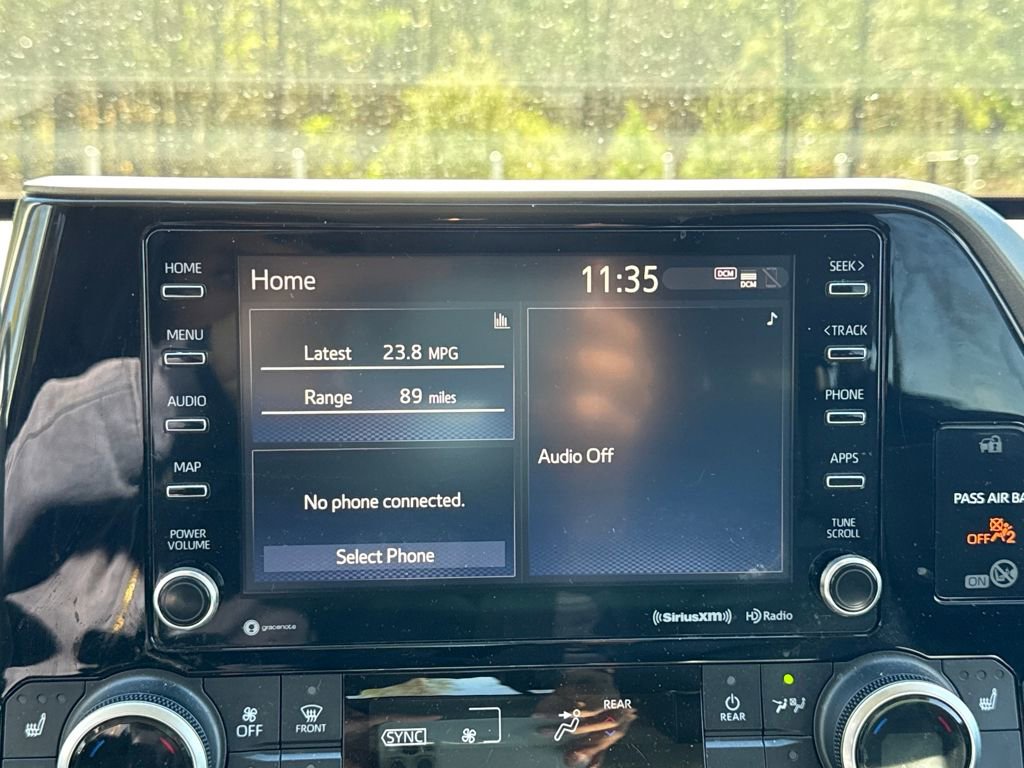 HOME
MENU
AUDIO
MAP
POWER
VOLUME
gracenote
Home
11:35
DCM
DCM
Latest 23.8 MPG
Range 89 miles
No phone connected.
Select Phone
Audio Off
((SiriusXM))
HD Radio
SEEK>
<TRACK
PHONE
APPS
TUNE
SCROLL
PASS AIR BA
OFF 2
ON
OFF
FRONT
SYNC
REAR
REAR